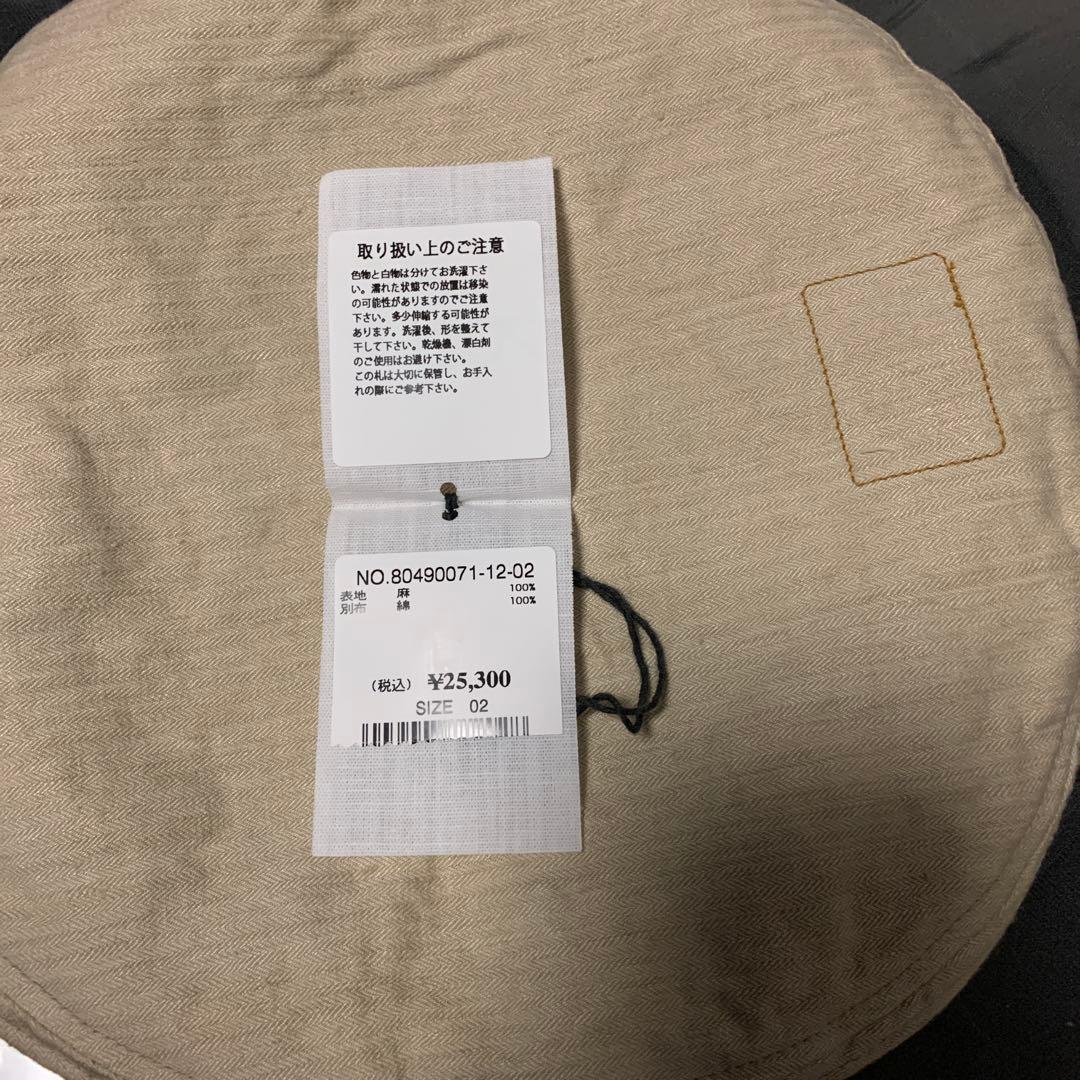 取り扱い上のご注意
色物と白物は分けてお洗濯下さ
い。濡れた状態での放置は移染
の可能性がありますのでご注意
下さい。多少伸縮する可能性が
あります。洗濯後、形を整えて
干して下さい。乾燥機、漂白剤
のご使用はお避け下さい。
この札は大切に保管し、お手入
れの際にご参考下さい。
NO.80490071-12-02
表地 麻 100%
別布 綿 100%
(税込) ¥25,300
SIZE 02